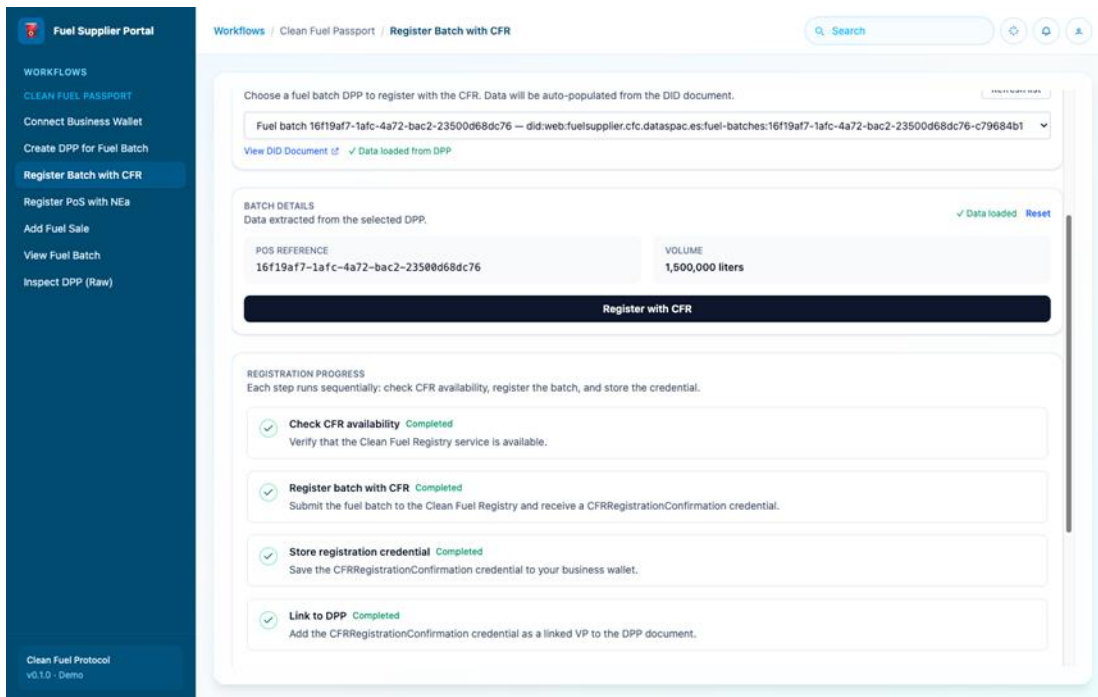 Fuel Supplier Portal
Workflows / Clean Fuel Passport / Register Batch with CFR
Search
WORKFLOWS
CLEAN FUEL PASSPORT
Connect Business Wallet
Create DPP for Fuel Batch
Register Batch with CFR
Register PoS with NEa
Add Fuel Sale
View Fuel Batch
Inspect DPP (Raw)
Clean Fuel Protocol
v0.1.0 - Demo
Choose a fuel batch DPP to register with the CFR. Data will be auto-populated from the DID document.
Fuel batch 16f19af7-1afc-4a72-bac2-23500d68dc76 — did:web:fuelsupplier.cfc.dataspac.es:fuel-batches:16f19af7-1afc-4a72-bac2-23500d68dc76-c79684b1
View DID Document ✓ Data loaded from DPP
BATCH DETAILS
Data extracted from the selected DPP.
✓ Data loaded Reset
POS REFERENCE
16f19af7-1afc-4a72-bac2-23500d68dc76
VOLUME
1,500,000 liters
Register with CFR
REGISTRATION PROGRESS
Each step runs sequentially: check CFR availability, register the batch, and store the credential.
Check CFR availability Completed
Verify that the Clean Fuel Registry service is available.
Register batch with CFR Completed
Submit the fuel batch to the Clean Fuel Registry and receive a CFRRegistrationConfirmation credential.
Store registration credential Completed
Save the CFRRegistrationConfirmation credential to your business wallet.
Link to DPP Completed
Add the CFRRegistrationConfirmation credential as a linked VP to the DPP document.